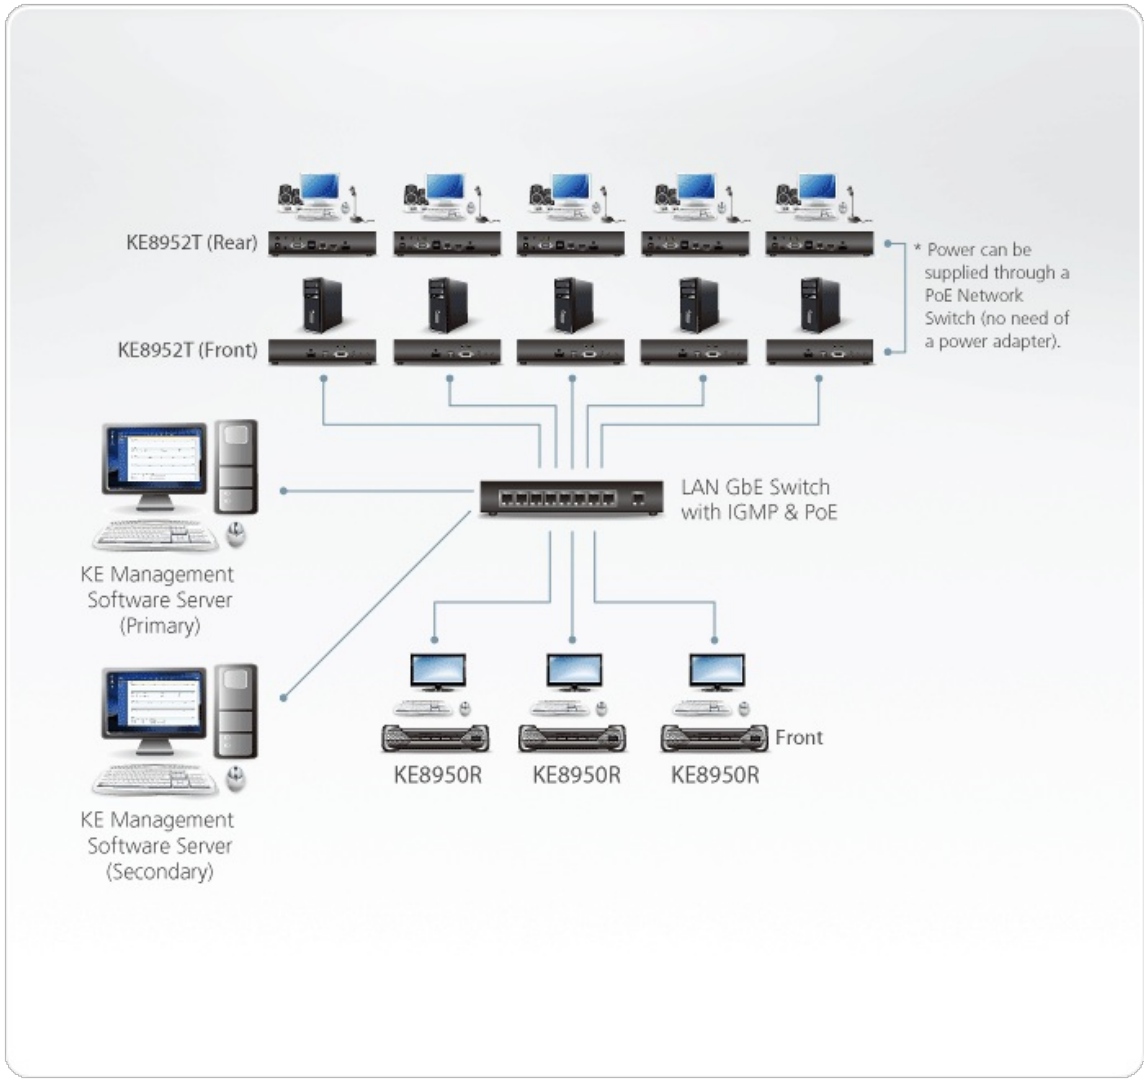 KE8952T (Rear)
* Power can be
supplied through a
PoE Network
Switch (no need of
a power adapter).
KE8952T (Front)
LAN GbE Switch
with IGMP & PoE
KE Management
Software Server
(Primary)
Front
KE8950R
KE8950R
KE8950R
KE Management
Software Server
(Secondary)